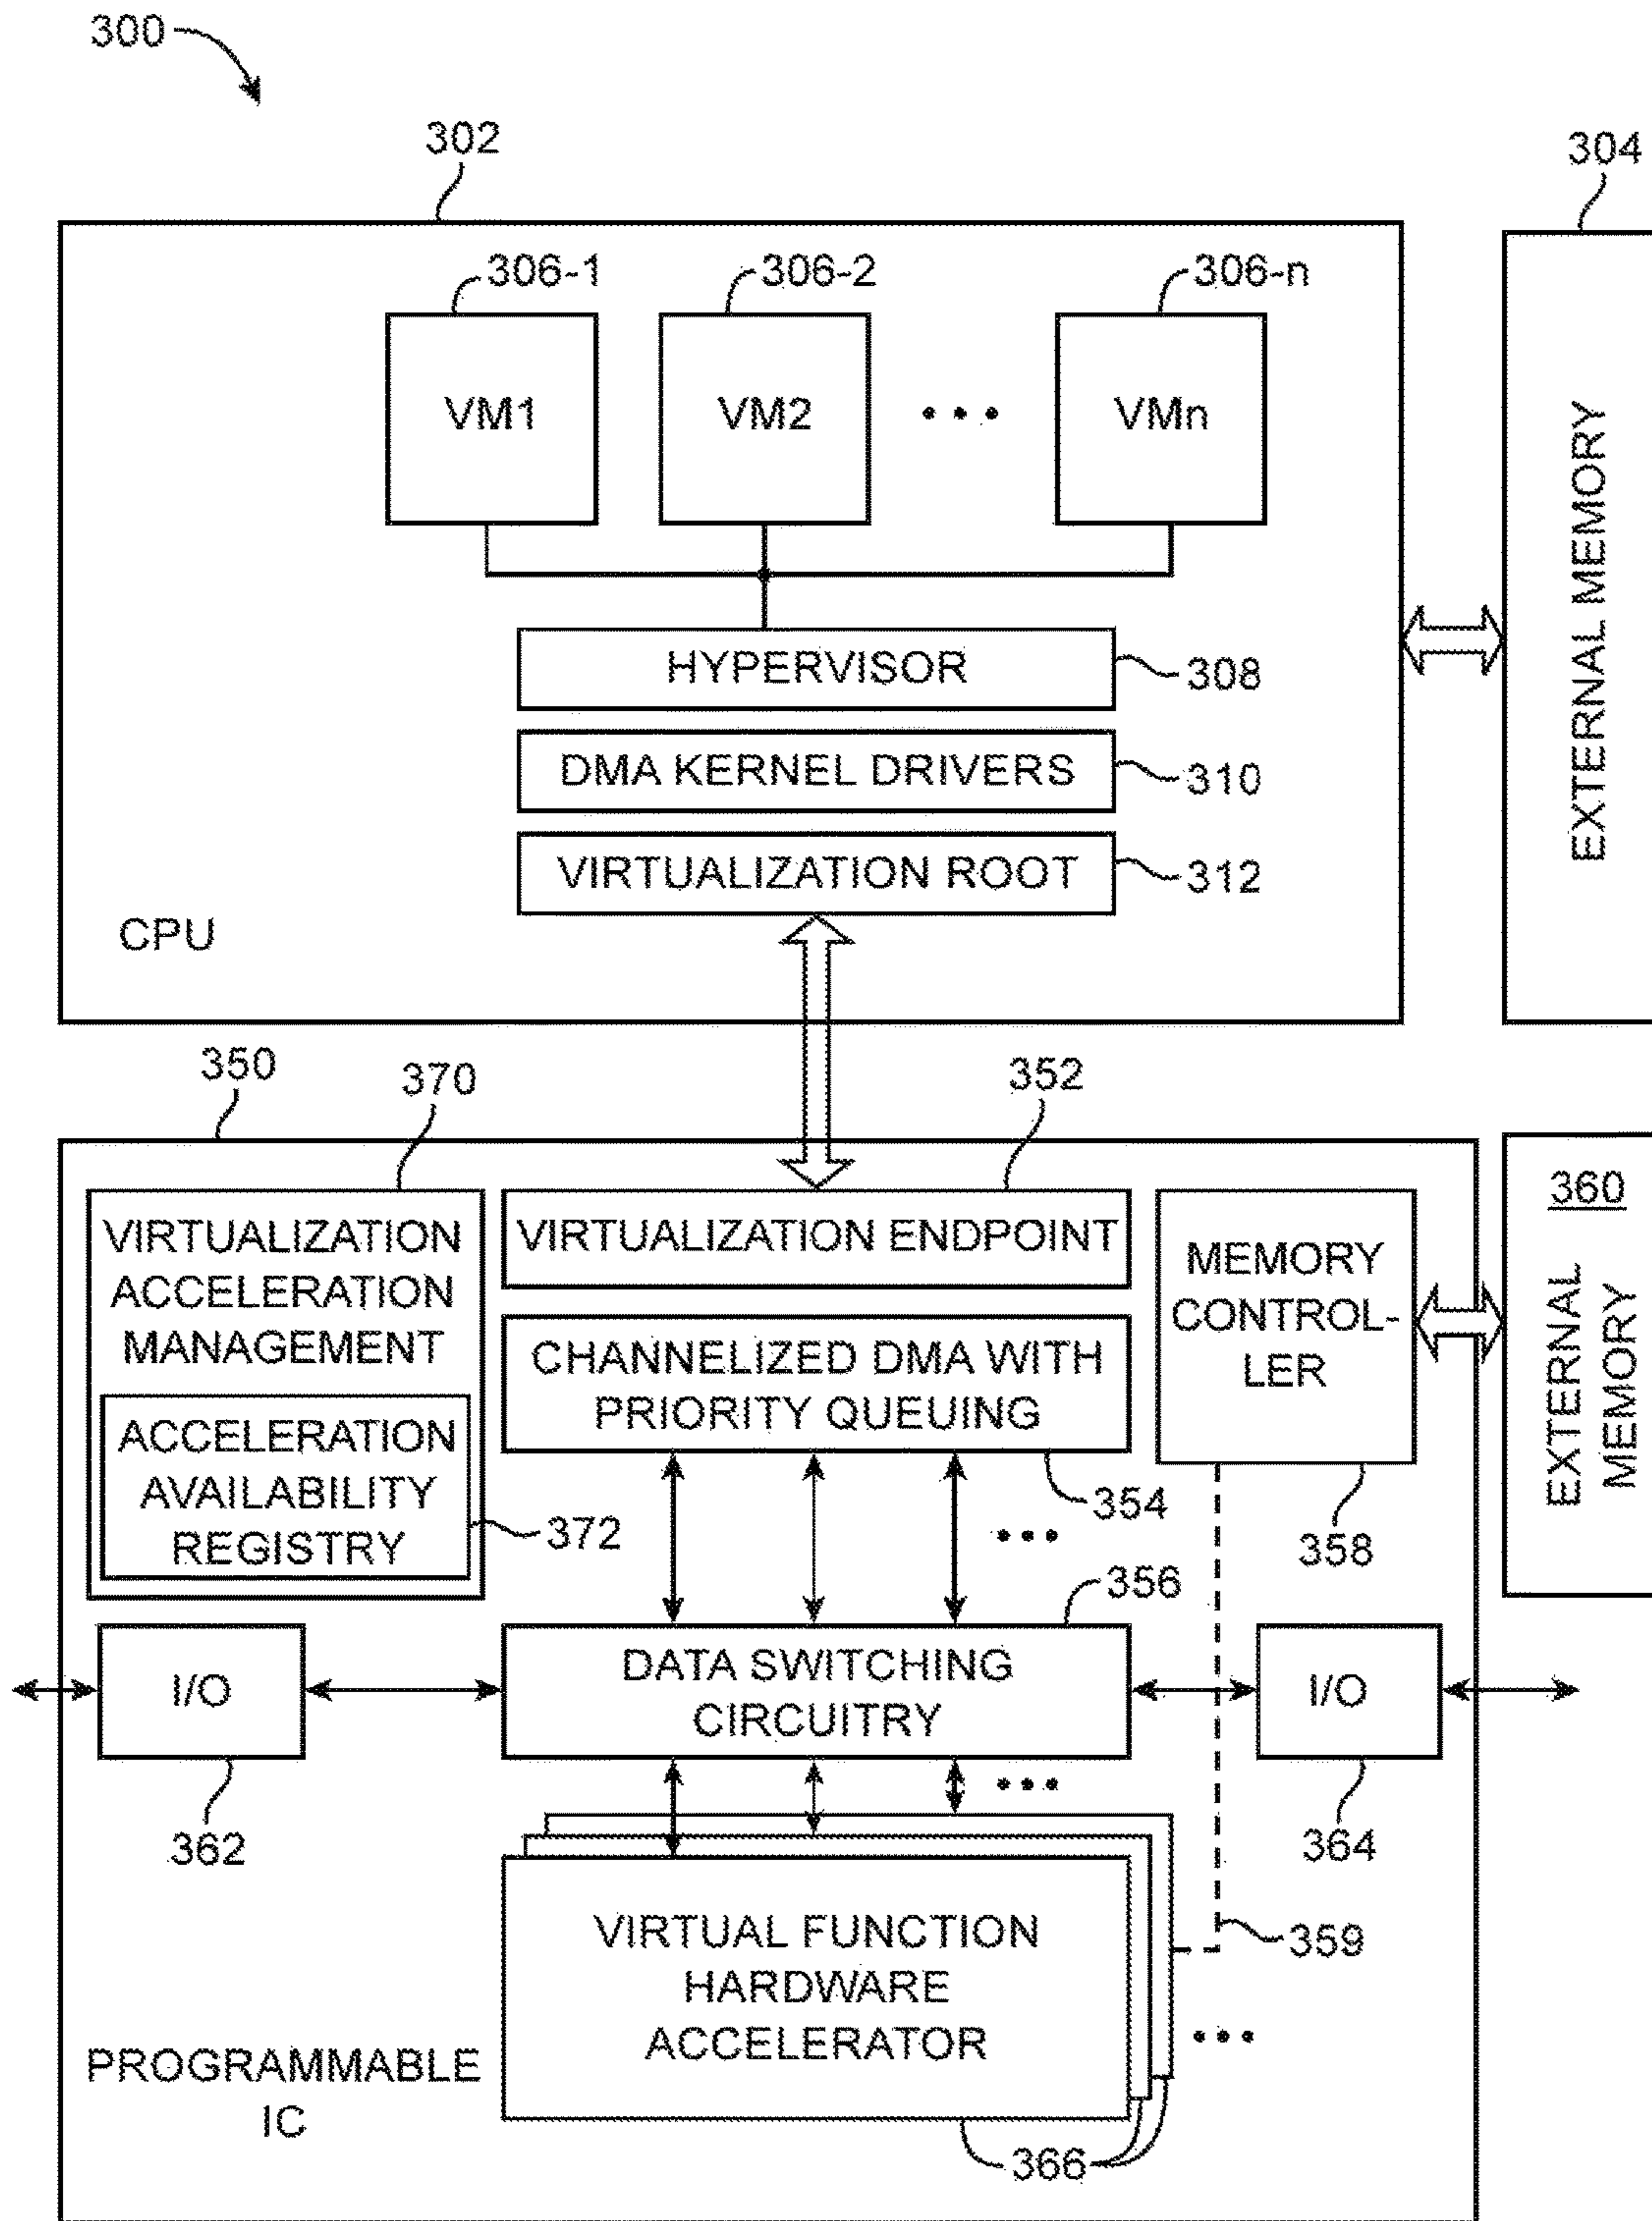 300
302
304
306-1
306-2
306-n
VM1
VM2
• • •
VMn
EXTERNAL MEMORY
HYPERVISOR
308
DMA KERNEL DRIVERS
310
VIRTUALIZATION ROOT
312
CPU
350
370
352
360
EXTERNAL
MEMORY
VIRTUALIZATION
ACCELERATION
MANAGEMENT
VIRTUALIZATION ENDPOINT
MEMORY
CONTROL-
LER
CHANNELIZED DMA WITH
PRIORITY QUEUING
ACCELERATION
AVAILABILITY
REGISTRY
372
354
• • •
358
356
I/O
DATA SWITCHING
CIRCUITRY
I/O
362
• • •
364
VIRTUAL FUNCTION
HARDWARE
ACCELERATOR
359
• • •
PROGRAMMABLE
IC
366